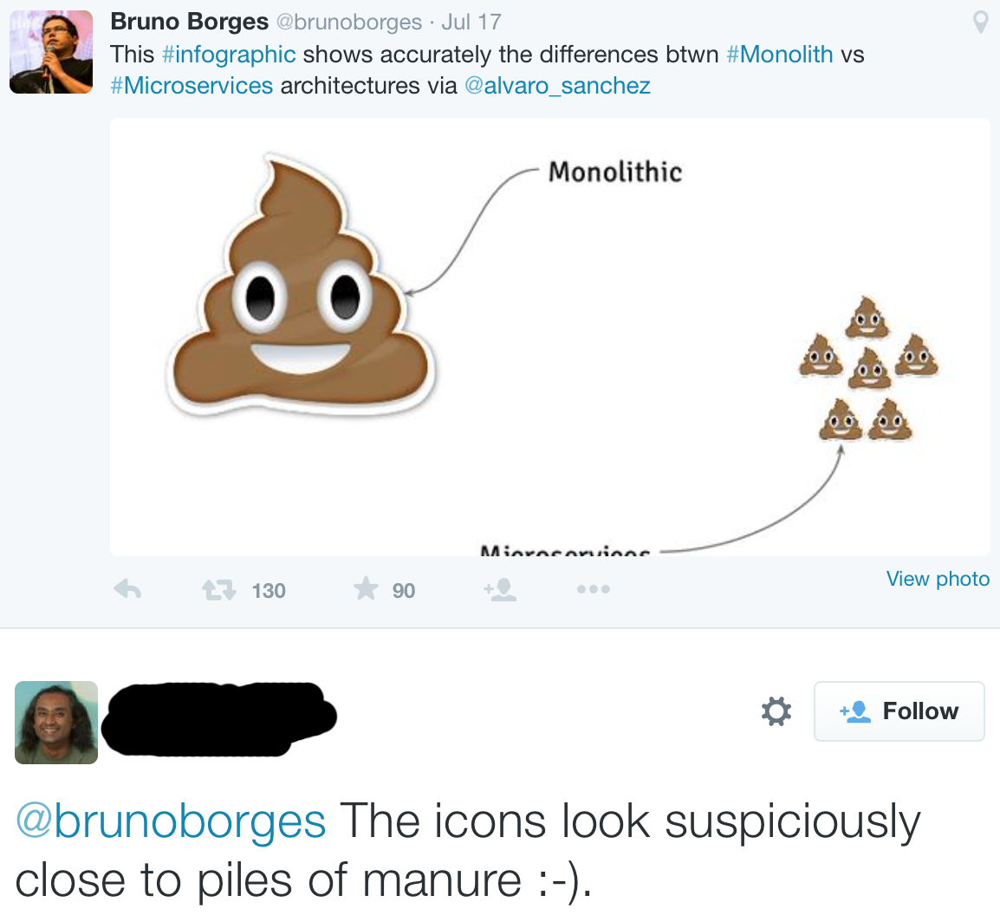 Bruno Borges @brunoborges · Jul 17
This #infographic shows accurately the differences btwn #Monolith vs
#Microservices architectures via @alvaro_sanchez
Monolithic
Microservices
130 90
View photo
Follow
@brunoborges The icons look suspiciously
close to piles of manure :-).